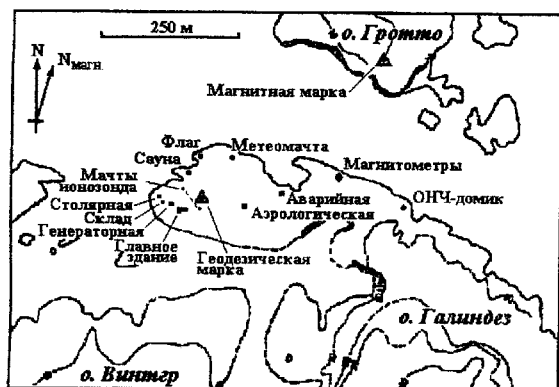 250 м
о. Гротто
N
Nмагн.
Магнитная марка
Флаг
Сауна
Метеомачта
Мачты
ионозонда
Магнитометры
Столярная
Склад
Генераторная
Главное
здание
Аварийная
Аэрологическая
ОНЧ-домик
Геодезическая
марка
о. Галиндез
о. Винтер